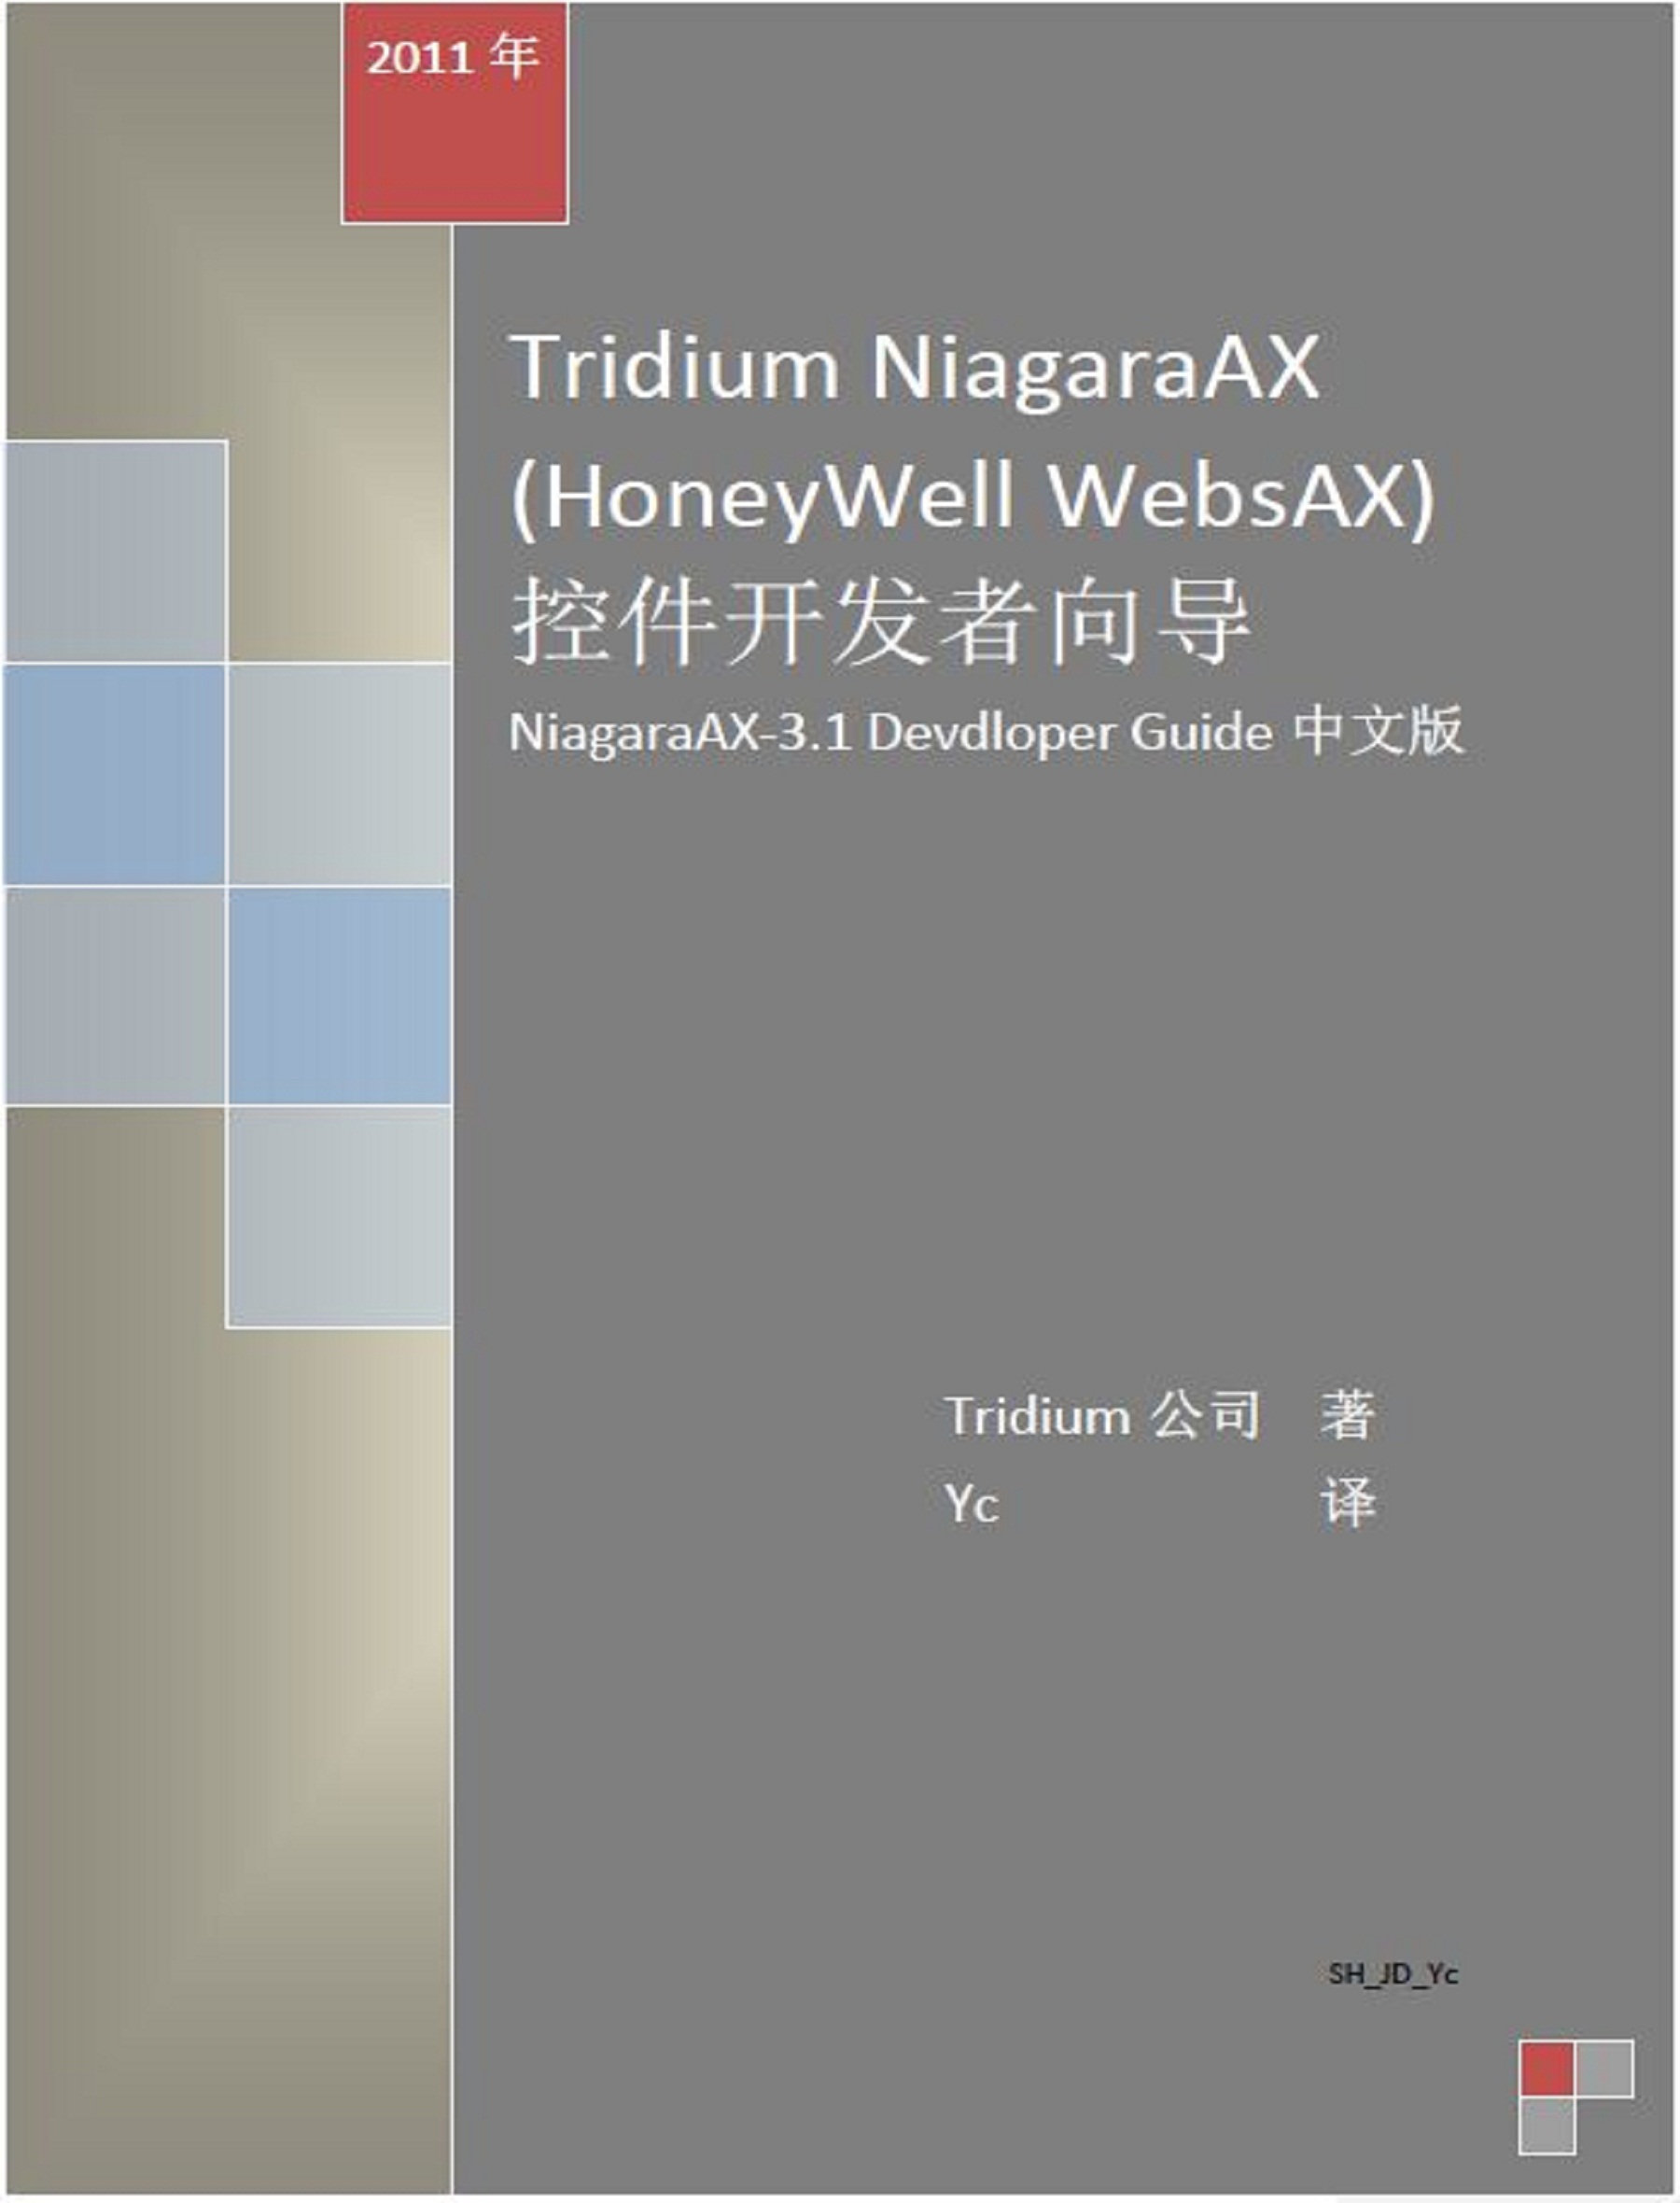 2011 年
Tridium NiagaraAX
(HoneyWell WebsAX)
控件开发者向导
NiagaraAX-3.1 Devdloper Guide 中文版
Tridium 公司 著
Yc 译
SH_JD_Yc